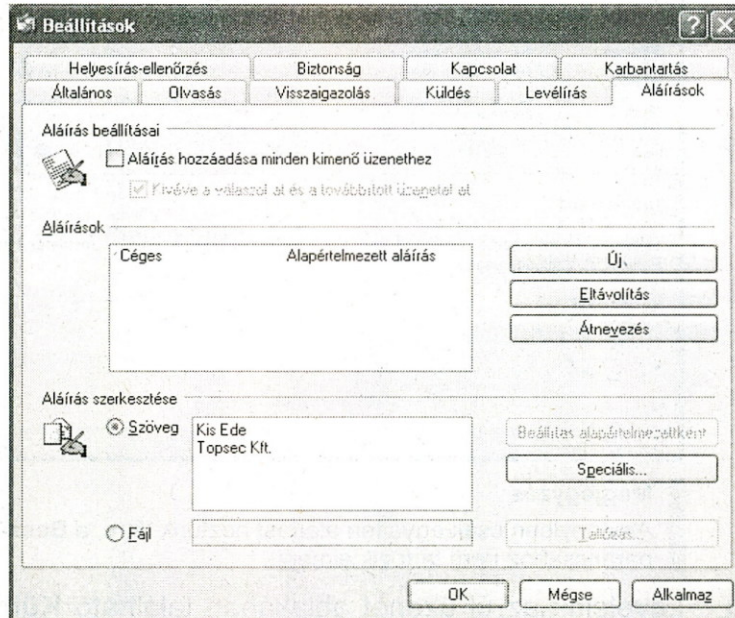 Beállítások
Helyesírás-ellenőrzés Biztonság Kapcsolat Karbantartás
Általános Olvasás Visszaigazolás Küldés Levélírás Aláírások
Aláírás beállításai
Aláírás hozzáadása minden kimenő üzenethez
Kivéve a válaszokat és a továbbított üzeneteket
Aláírások
Céges Alapértelmezett aláírás
Új
Eltávolítás
Átnevezés
Aláírás szerkesztése
Szöveg
Kis Ede
Topsec Kft.
Beállítás alapértelmezettként
Speciális...
Fájl
Tallózás...
OK Mégse Alkalmaz